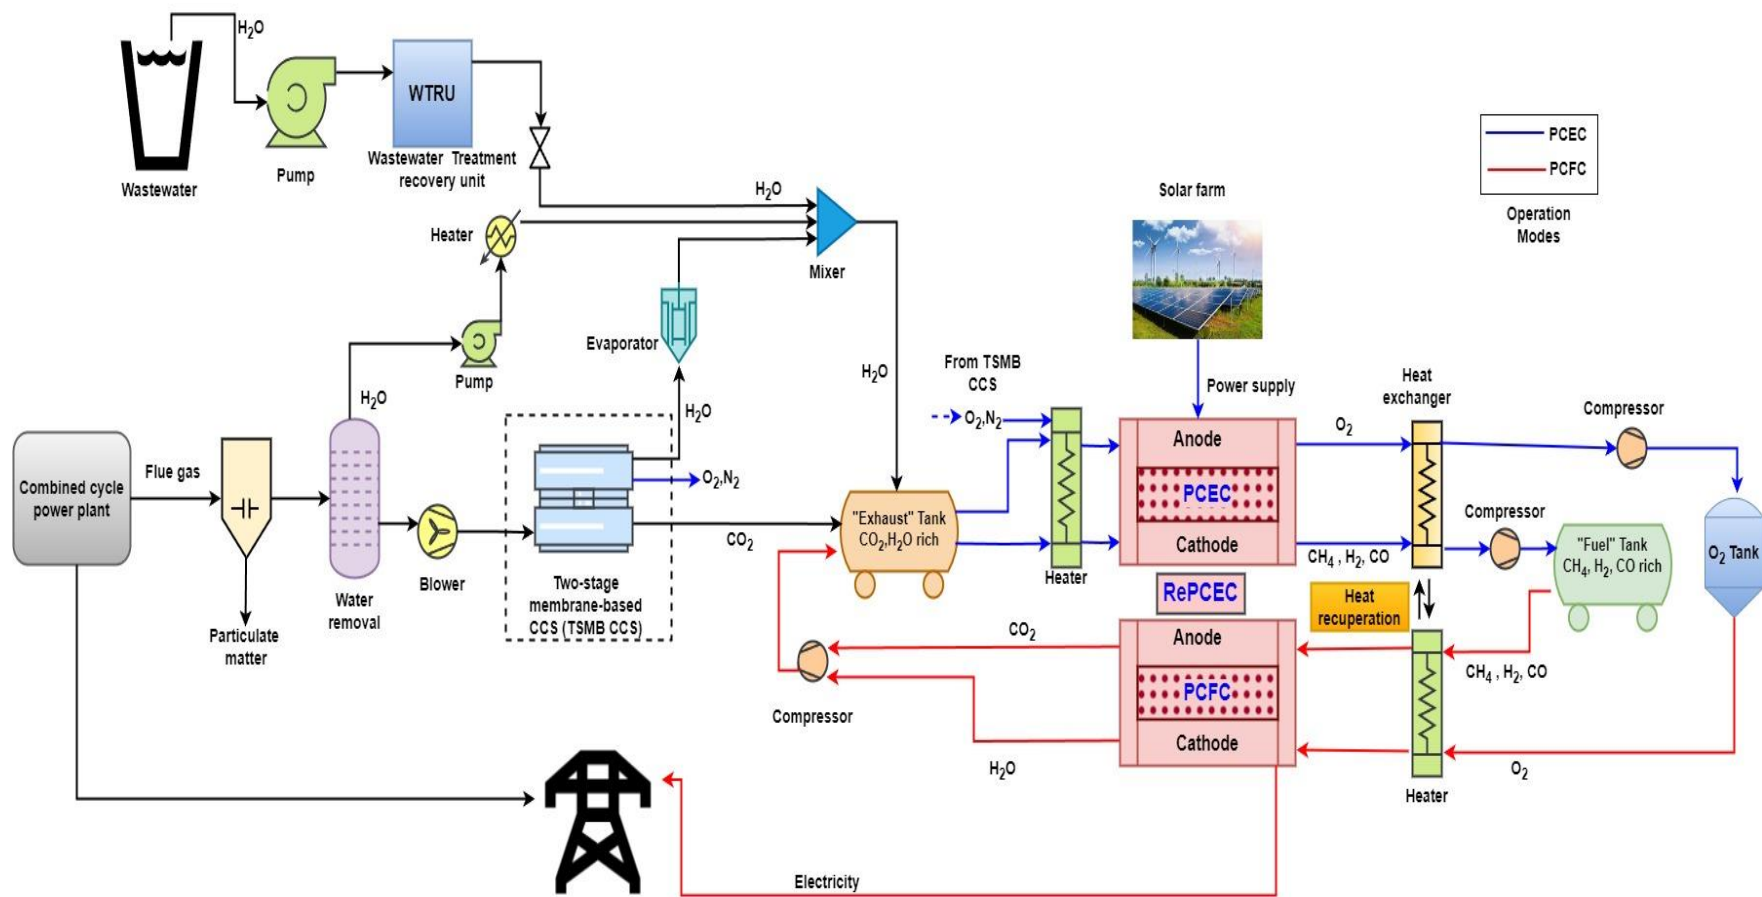 H2O
WTRU
Wastewater
Pump
Wastewater Treatment
recovery unit
PCEC
PCFC
Operation
Modes
Solar farm
H2O
Heater
Mixer
Evaporator
Pump
H2O
H2O
H2O
From TSMB
CCS
O2,N2
Power supply
Heat
exchanger
Compressor
Combined cycle
power plant
Flue gas
Particulate
matter
Water
removal
Blower
O2,N2
CO2
Two-stage
membrane-based
CCS (TSMB CCS)
"Exhaust" Tank
CO2,H2O rich
Heater
Anode
PCEC
Cathode
O2
CH4 , H2, CO
Compressor
"Fuel" Tank
CH4, H2, CO rich
O2 Tank
RePCEC
Heat
recuperation
CO2
Anode
PCFC
Cathode
CH4 , H2, CO
Compressor
H2O
O2
Heater
Electricity